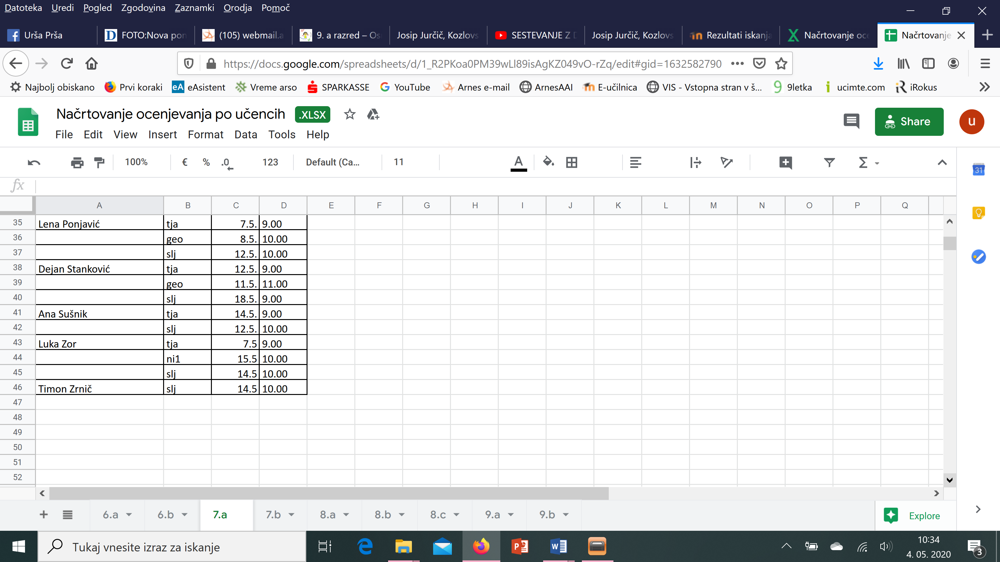 Datoteka Uredi Pogled Zgodovina Zaznamki Orodja Pomoč
Urša Prša FOTO:Nova pon (105) webmail.a 9. a razred – Os Josip Jurčič, Kozlovs SESTEVANJE Z D Josip Jurčič, Kozlovs Rezultati iskanja Načrtovanje oce Načrtovanje
https://docs.google.com/spreadsheets/d/1_R2PKoa0PM39wLl89isAgKZ049vO-rZq/edit#gid=1632582790
Najbolj obiskano Prvi koraki eA eAsistent Vreme arso SPARKASSE YouTube Arnes e-mail ArnesAAI E-učilnica VIS - Vstopna stran v š... 9letka ucimte.com iRokus
Načrtovanje ocenjevanja po učencih .XLSX
Share u
File Edit View Insert Format Data Tools Help
100% € % .0 123 Default (Ca... 11 A Σ
31
fx
A B C D E F G H I J K L M N O P Q
35 Lena Ponjavić tja 7.5. 9.00
36 geo 8.5. 10.00
37 slj 12.5. 10.00
38 Dejan Stanković tja 12.5. 9.00
39 geo 11.5. 11.00
40 slj 18.5. 9.00
41 Ana Sušnik tja 14.5. 9.00
42 slj 12.5. 10.00
43 Luka Zor tja 7.5 9.00
44 ni1 15.5 10.00
45 slj 14.5 10.00
46 Timon Zrnič slj 14.5 10.00
47
48
49
50
51
52
6.a 6.b 7.a 7.b 8.a 8.b 8.c 9.a 9.b Explore
Tukaj vnesite izraz za iskanje
10:34
4. 05. 2020
3